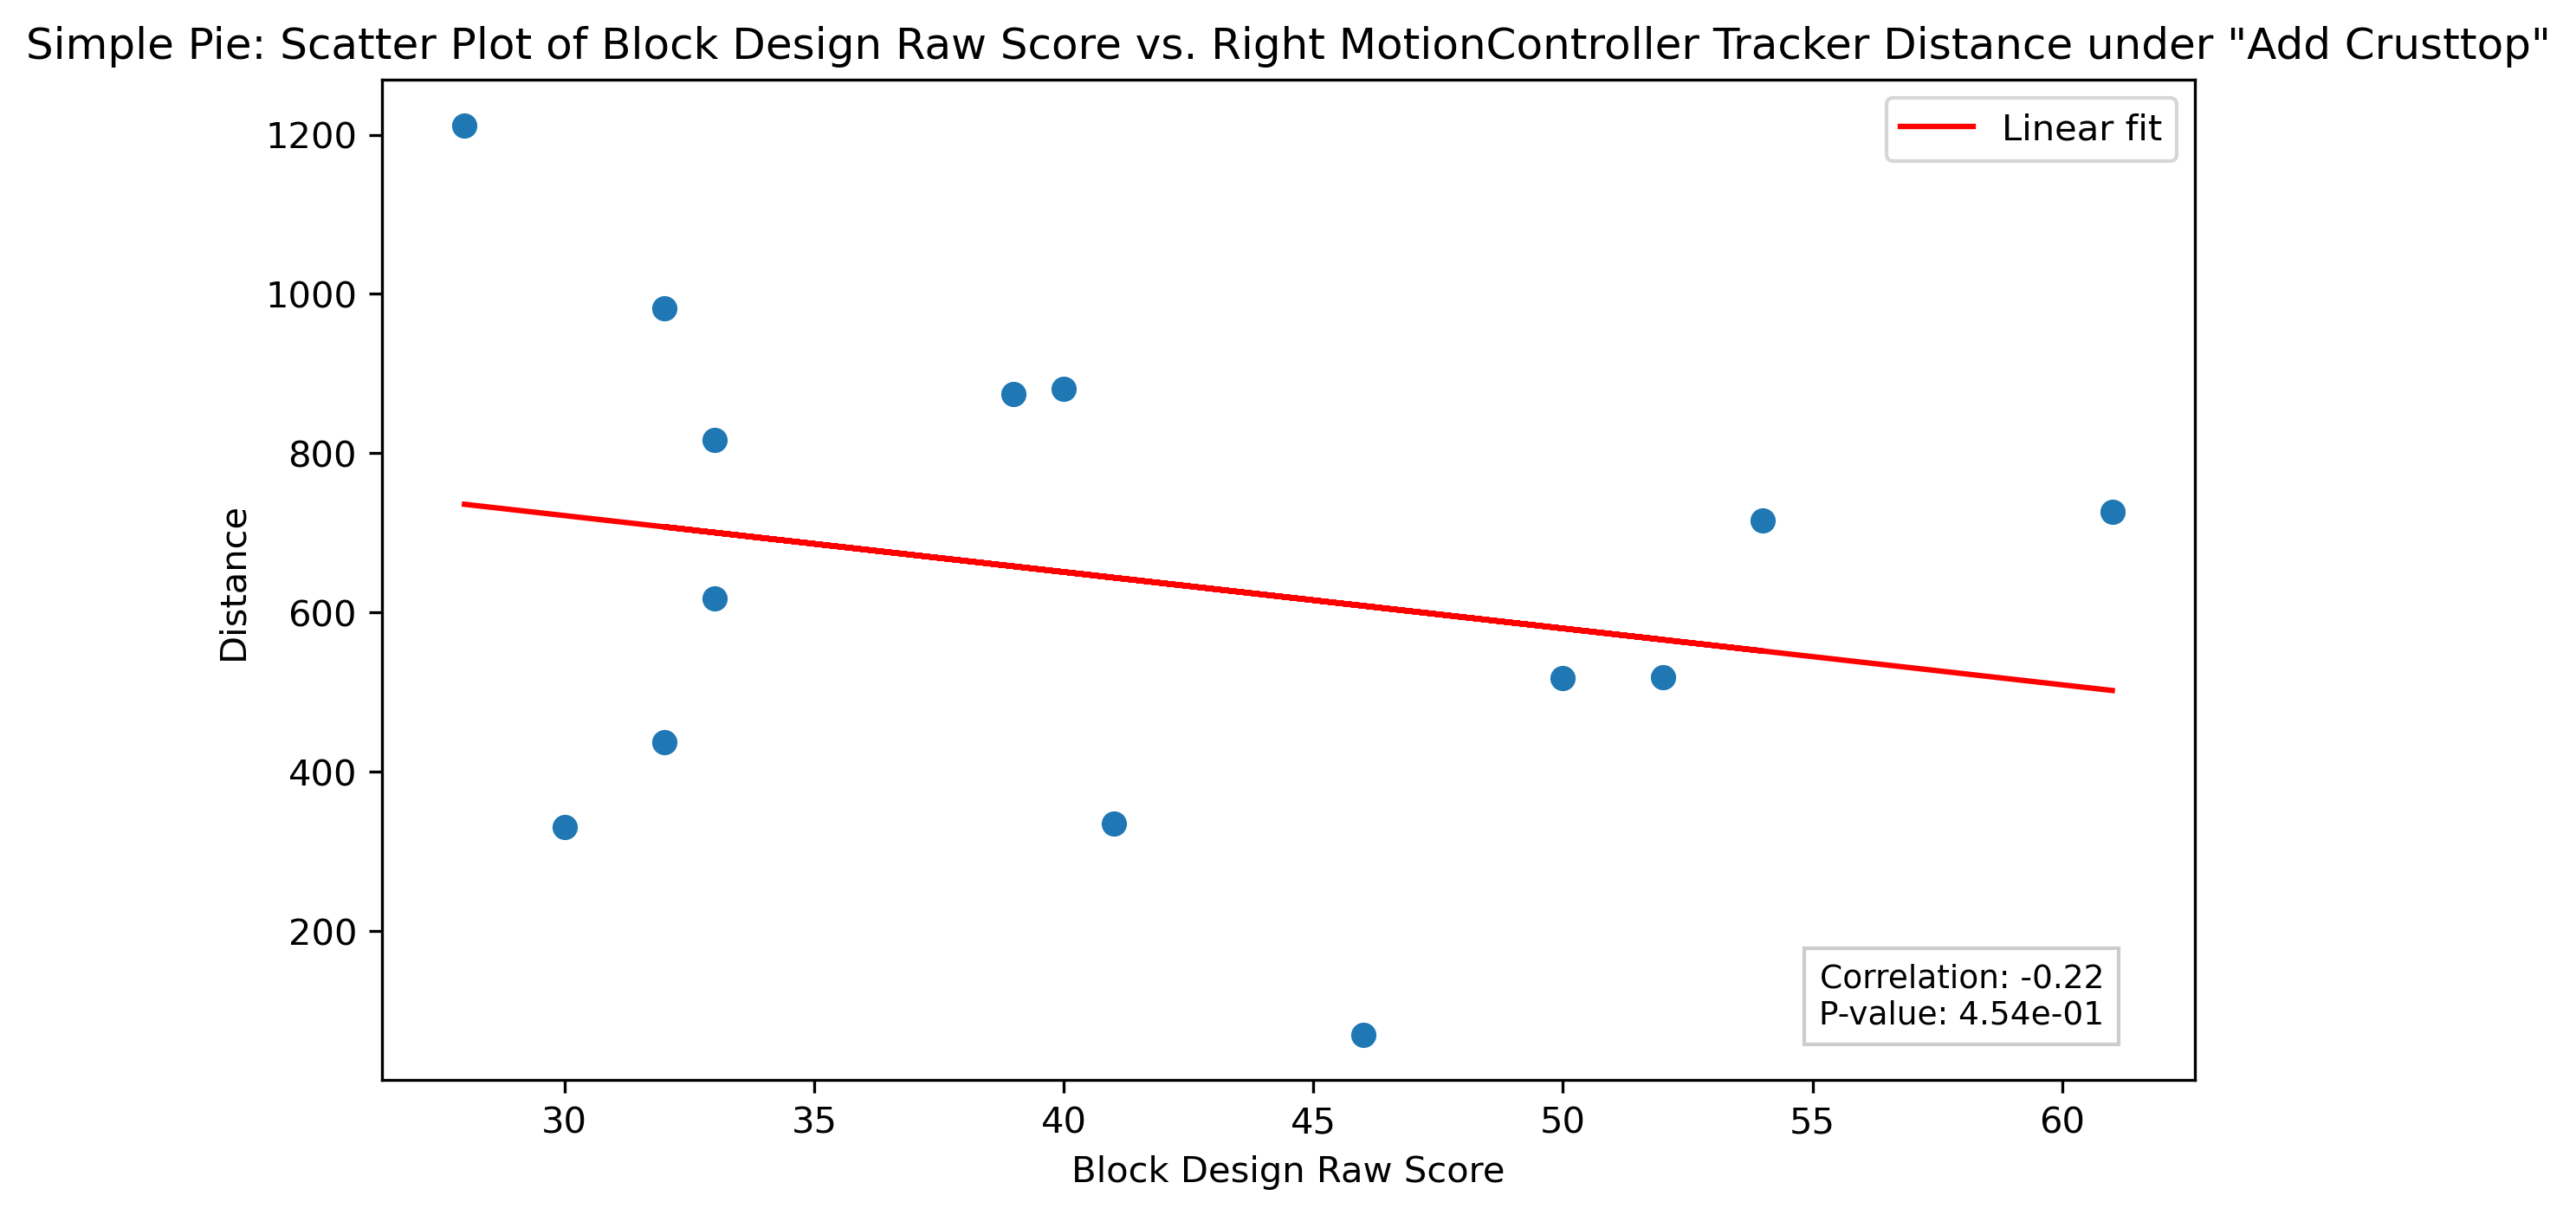 Simple Pie: Scatter Plot of Block Design Raw Score vs. Right MotionController Tracker Distance under "Add Crusttop"
Linear fit
1200
1000
800
600
400
200
Distance
Correlation: -0.22
P-value: 4.54e-01
30 35 40 45 50 55 60
Block Design Raw Score